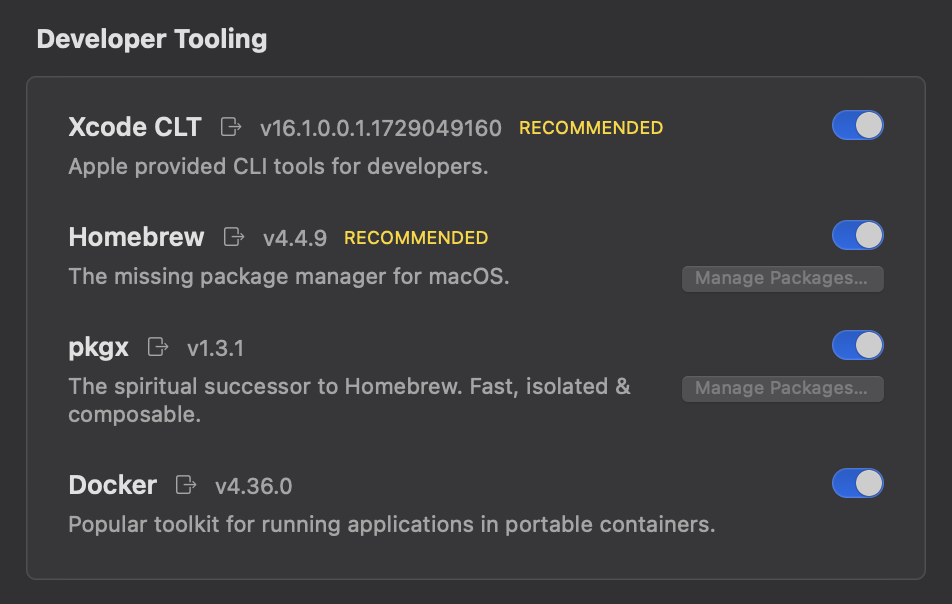 Developer Tooling
Xcode CLT v16.1.0.0.1.1729049160 RECOMMENDED
Apple provided CLI tools for developers.
Homebrew v4.4.9 RECOMMENDED
The missing package manager for macOS.
Manage Packages...
pkgx v1.3.1
The spiritual successor to Homebrew. Fast, isolated &
Manage Packages...
composable.
Docker v4.36.0
Popular toolkit for running applications in portable containers.